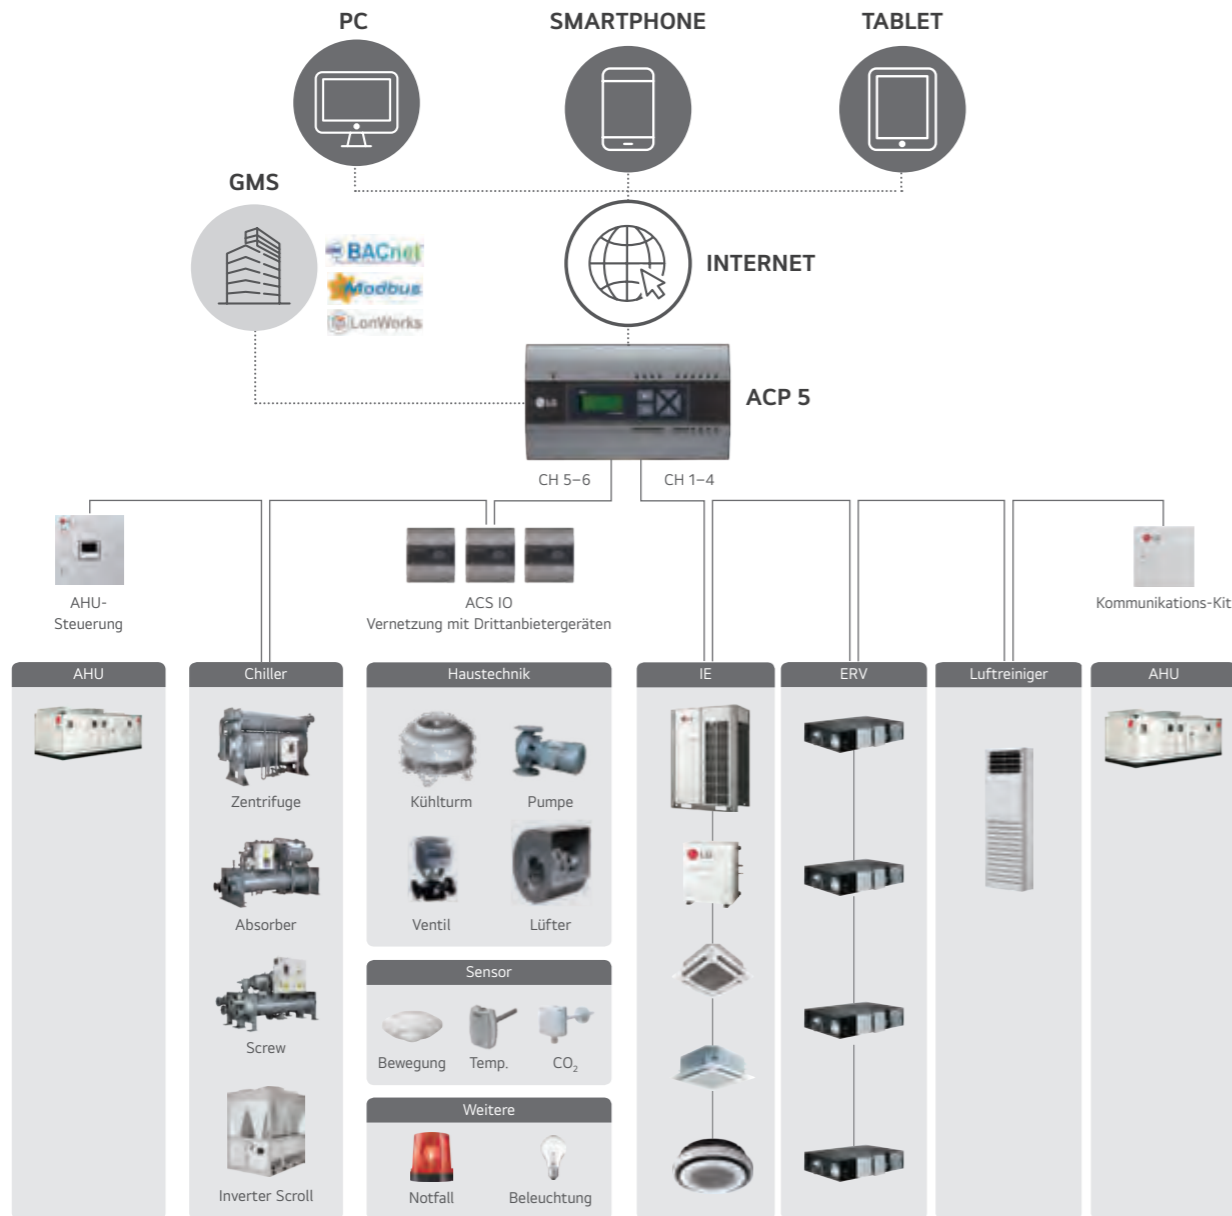 PC
SMARTPHONE
TABLET
GMS
BACnet
Modbus
LonWorks
INTERNET
LG
ACP 5
CH 5–6
CH 1–4
AHU-
Steuerung
ACS IO
Vernetzung mit Drittanbietergeräten
Kommunikations-Kit
AHU
Chiller
Haustechnik
IE
ERV
Luftreiniger
AHU
Zentrifuge
Absorber
Screw
Inverter Scroll
Kühlturm
Pumpe
Ventil
Lüfter
Sensor
Bewegung
Temp.
CO₂
Weitere
Notfall
Beleuchtung
LG